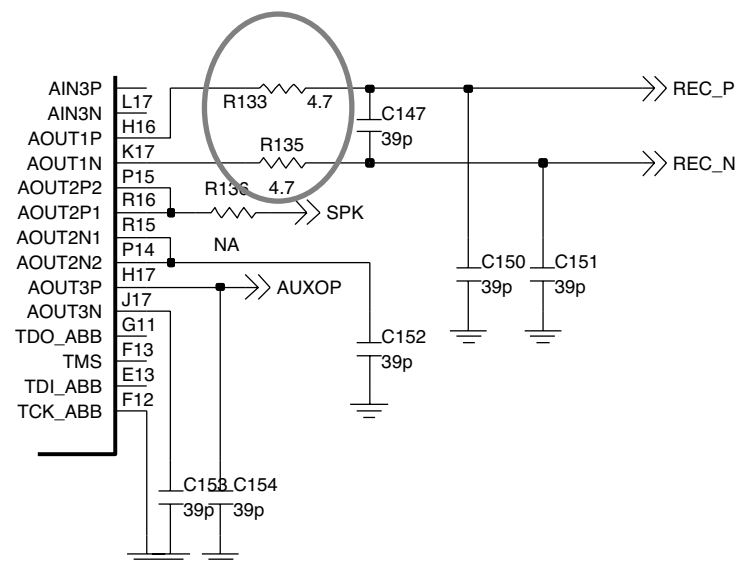 AIN3P
L17
AIN3N
H16
AOUT1P
K17
AOUT1N
P15
AOUT2P2
R16
AOUT2P1
R15
AOUT2N1
P14
AOUT2N2
H17
AOUT3P
J17
AOUT3N
G11
TDO_ABB
F13
TMS
E13
TDI_ABB
F12
TCK_ABB
R133 4.7
R135
4.7
R136
NA
C147
39p
REC_P
REC_N
SPK
AUXOP
C150
39p
C151
39p
C152
39p
C153
39p
C154
39p